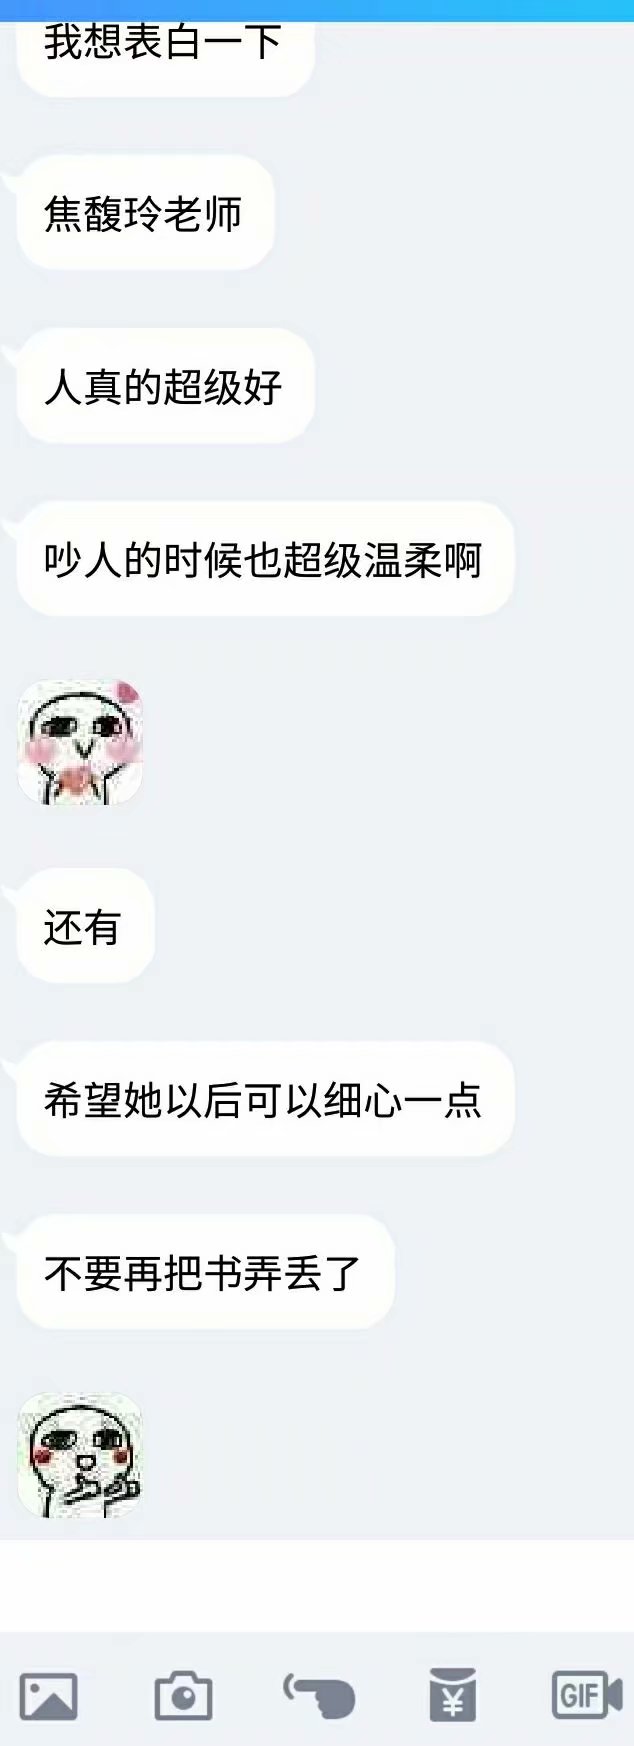 我想表白一下
焦馥玲老师
人真的超级好
吵人的时候也超级温柔啊
还有
希望她以后可以细心一点
不要再把书弄丢了
GIF